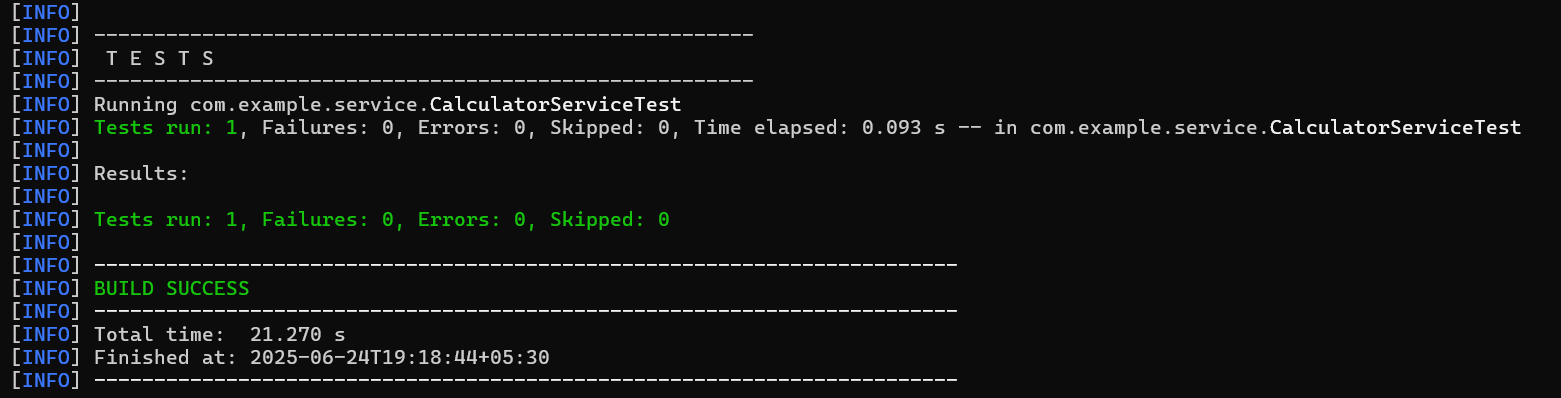 [INFO]
[INFO] -------------------------------------------------------
[INFO]  T E S T S
[INFO] -------------------------------------------------------
[INFO] Running com.example.service.CalculatorServiceTest
[INFO] Tests run: 1, Failures: 0, Errors: 0, Skipped: 0, Time elapsed: 0.093 s -- in com.example.service.CalculatorServiceTest
[INFO]
[INFO] Results:
[INFO]
[INFO] Tests run: 1, Failures: 0, Errors: 0, Skipped: 0
[INFO]
[INFO] ------------------------------------------------------------------------
[INFO] BUILD SUCCESS
[INFO] ------------------------------------------------------------------------
[INFO] Total time:  21.270 s
[INFO] Finished at: 2025-06-24T19:18:44+05:30
[INFO] ------------------------------------------------------------------------